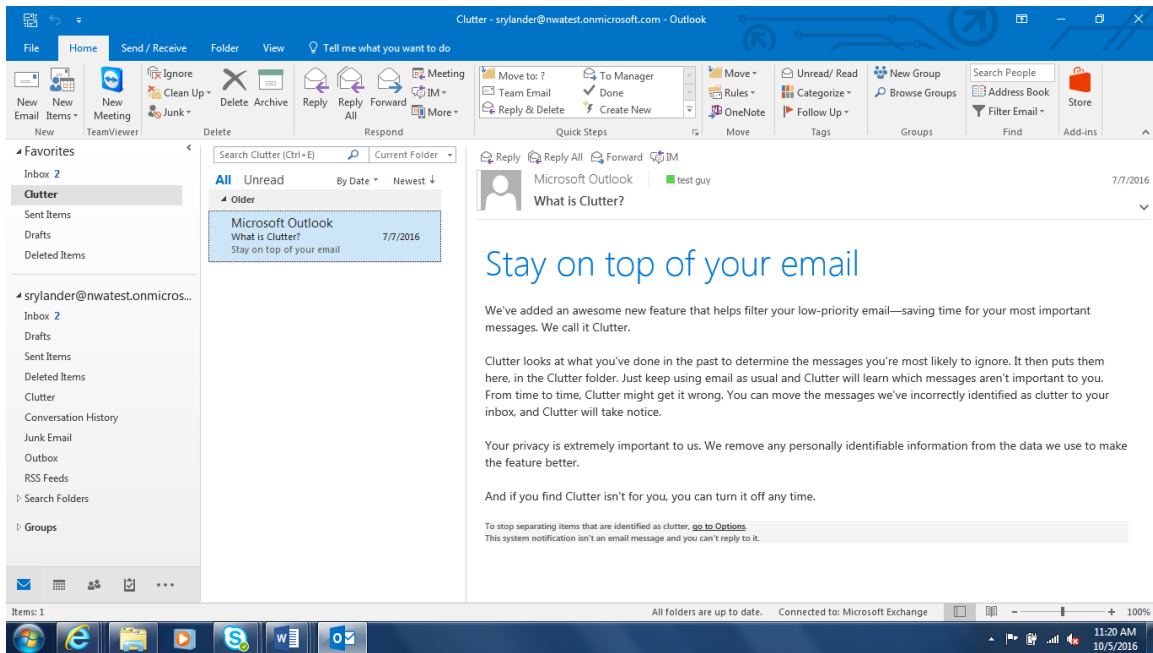 Clutter - srylander@nwatest.onmicrosoft.com - Outlook
File Home Send / Receive Folder View Tell me what you want to do
New Email
New Items
New
New Meeting
TeamViewer
Ignore
Clean Up
Junk
Delete Archive
Delete
Reply Reply All Forward
Meeting
IM
More
Respond
Move to: ? To Manager
Team Email Done
Reply & Delete Create New
Quick Steps
Move
Rules
OneNote
Move
Unread/ Read
Categorize
Follow Up
Tags
New Group
Browse Groups
Groups
Search People
Address Book
Filter Email
Find
Store
Add-ins
Favorites
Inbox 2
Clutter
Sent Items
Drafts
Deleted Items
srylander@nwatest.onmicros...
Inbox 2
Drafts
Sent Items
Deleted Items
Clutter
Conversation History
Junk Email
Outbox
RSS Feeds
Search Folders
Groups
Search Clutter (Ctrl+E) Current Folder
All Unread By Date Newest
Older
Microsoft Outlook
What is Clutter? 7/7/2016
Stay on top of your email
Reply Reply All Forward IM
Microsoft Outlook test guy 7/7/2016
What is Clutter?
Stay on top of your email
We've added an awesome new feature that helps filter your low-priority email—saving time for your most important
messages. We call it Clutter.
Clutter looks at what you've done in the past to determine the messages you're most likely to ignore. It then puts them
here, in the Clutter folder. Just keep using email as usual and Clutter will learn which messages aren't important to you.
From time to time, Clutter might get it wrong. You can move the messages we've incorrectly identified as clutter to your
inbox, and Clutter will take notice.
Your privacy is extremely important to us. We remove any personally identifiable information from the data we use to make
the feature better.
And if you find Clutter isn't for you, you can turn it off any time.
To stop separating items that are identified as clutter, go to Options.
This system notification isn't an email message and you can't reply to it.
Items: 1 All folders are up to date. Connected to: Microsoft Exchange 100%
11:20 AM
10/5/2016